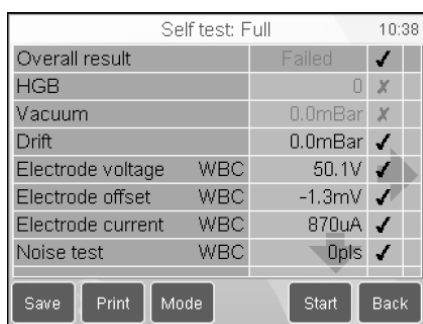 Self test: Full 10:38
Overall result Failed ✓
HGB 0 ✗
Vacuum 0.0mBar ✗
Drift 0.0mBar ✓
Electrode voltage WBC 50.1V ✓
Electrode offset WBC -1.3mV ✓
Electrode current WBC 870uA ✓
Noise test WBC 0pls ✓
Save Print Mode Start Back